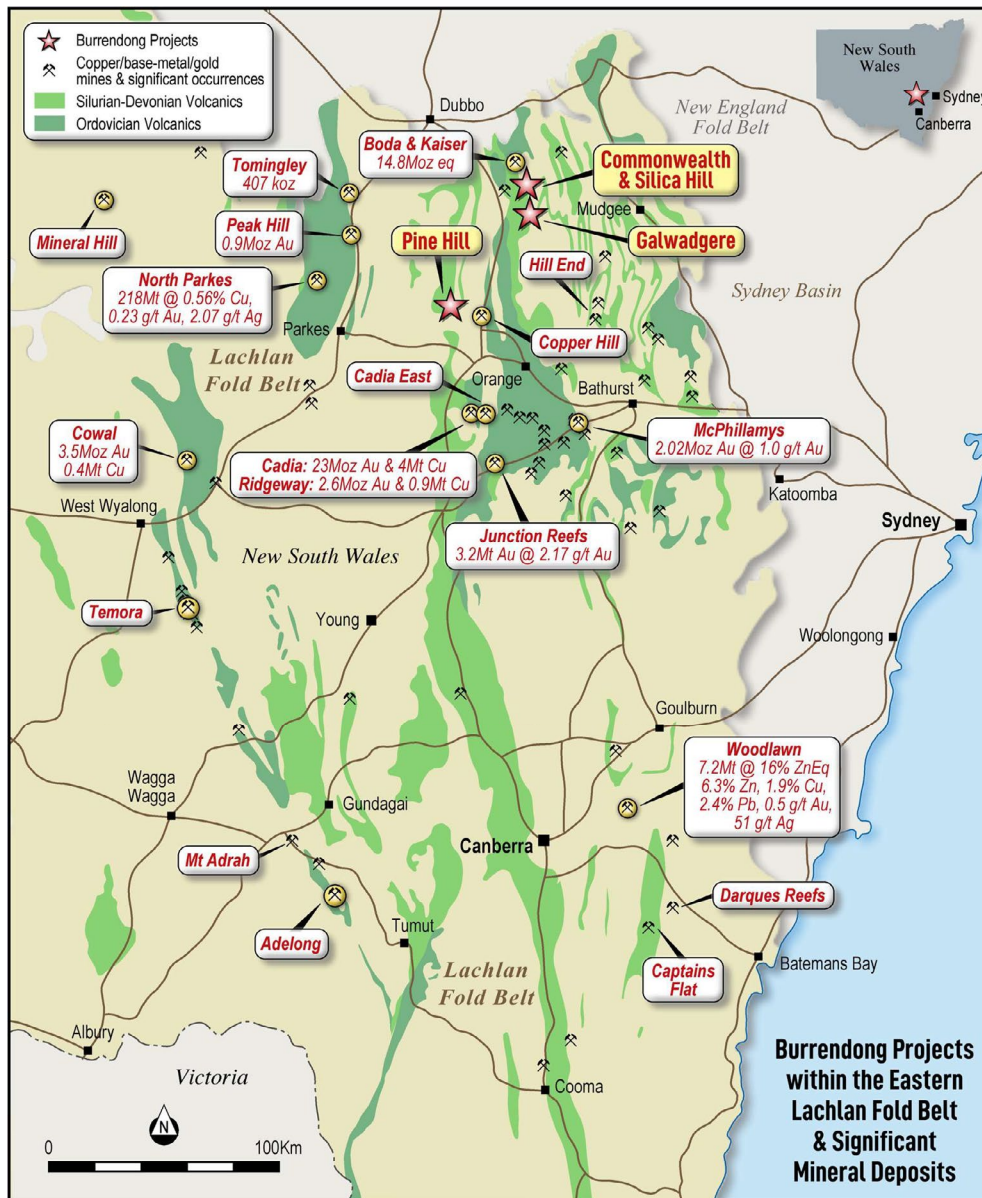 Burrendong Projects
Copper/base-metal/gold
mines & significant occurrences
Silurian-Devonian Volcanics
Ordovician Volcanics
New South
Wales
Sydney
Canberra
New England
Fold Belt
Dubbo
Boda & Kaiser
14.8Moz eq
Commonwealth
& Silica Hill
Tomingley
407 koz
Mineral Hill
Peak Hill
0.9Moz Au
Pine Hill
Mudgee
Galwadgere
Hill End
North Parkes
218Mt @ 0.56% Cu,
0.23 g/t Au, 2.07 g/t Ag
Sydney Basin
Parkes
Copper Hill
Lachlan
Fold Belt
Cadia East
Orange
Bathurst
Cowal
3.5Moz Au
0.4Mt Cu
Cadia: 23Moz Au & 4Mt Cu
Ridgeway: 2.6Moz Au & 0.9Mt Cu
McPhillamys
2.02Moz Au @ 1.0 g/t Au
Katoomba
West Wyalong
Sydney
New South Wales
Junction Reefs
3.2Mt Au @ 2.17 g/t Au
Temora
Young
Woolongong
Goulburn
Woodlawn
7.2Mt @ 16% ZnEq
6.3% Zn, 1.9% Cu,
2.4% Pb, 0.5 g/t Au,
51 g/t Ag
Wagga
Wagga
Gundagai
Canberra
Mt Adrah
Darques Reefs
Adelong
Tumut
Captains
Flat
Batemans Bay
Lachlan
Fold Belt
Albury
Victoria
Cooma
N
0
100Km
Burrendong Projects
within the Eastern
Lachlan Fold Belt
& Significant
Mineral Deposits